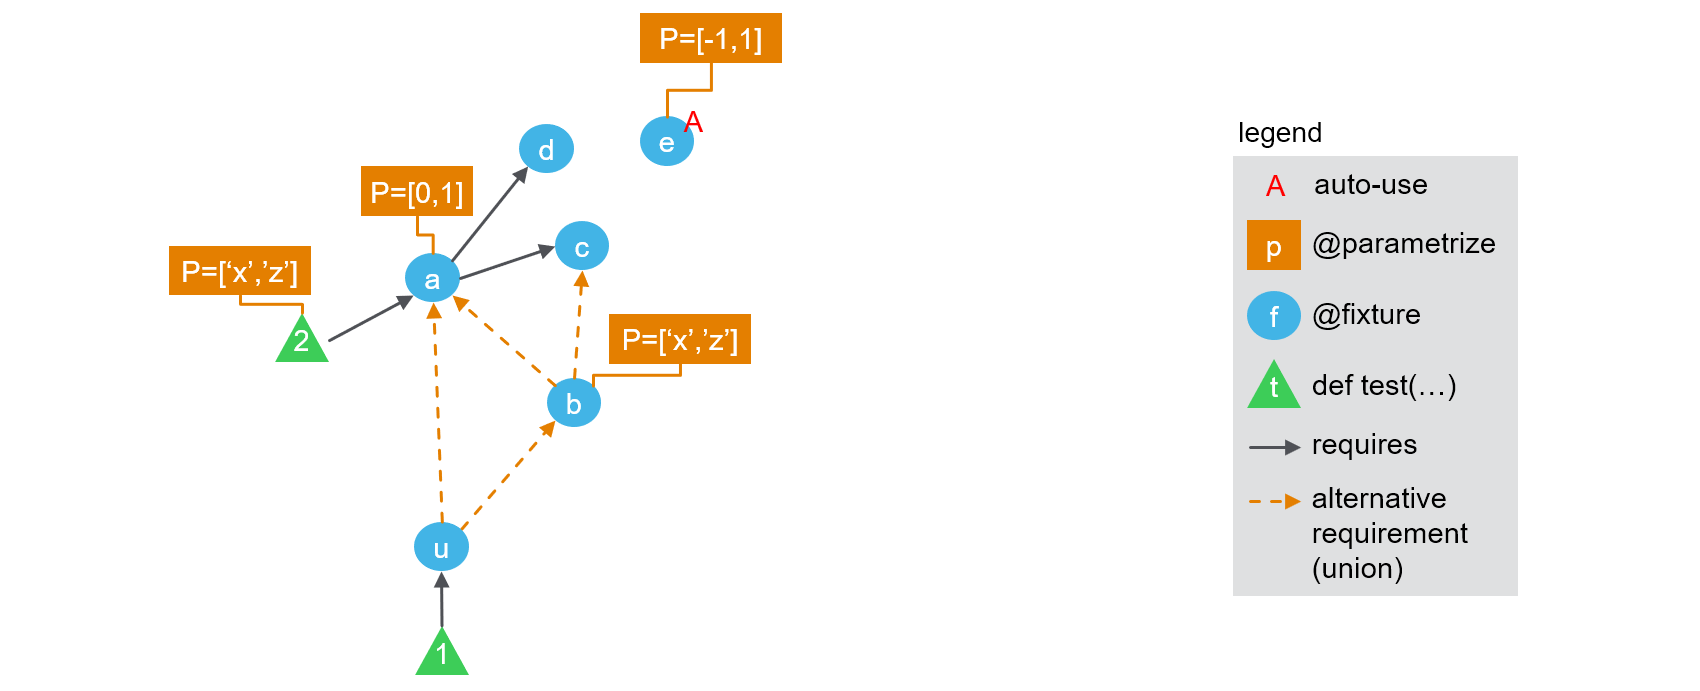 P=[-1,1]
A
e
d
P=[0,1]
c
P=[‘x’,’z’]
a
2
P=[‘x’,’z’]
b
u
1
legend
A auto-use
p @parametrize
f @fixture
t def test(…)
requires
alternative
requirement
(union)